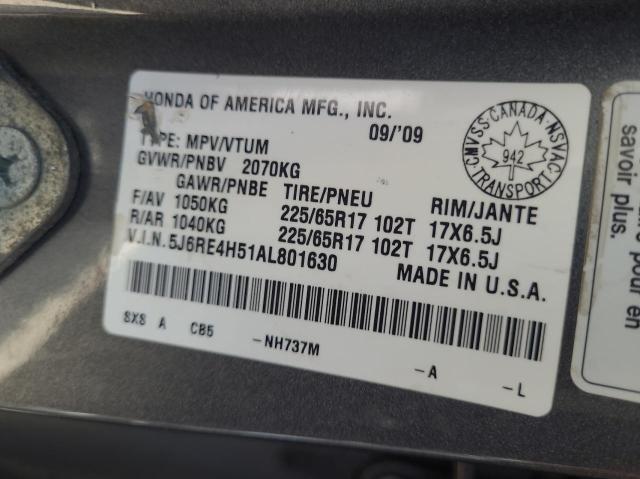 HONDA OF AMERICA MFG., INC.
09/'09
TYPE: MPV/VTUM
GVWR/PNBV 2070KG
GAWR/PNBE TIRE/PNEU RIM/JANTE
F/AV 1050KG 225/65R17 102T 17X6.5J
R/AR 1040KG 225/65R17 102T 17X6.5J
V.I.N. 5J6RE4H51AL801630 MADE IN U.S.A.
SXS A CB5 -NH737M -A -L
CMVSS·CANADA·NSVAC
942
TRANSPORT
pour en
savoir plus.